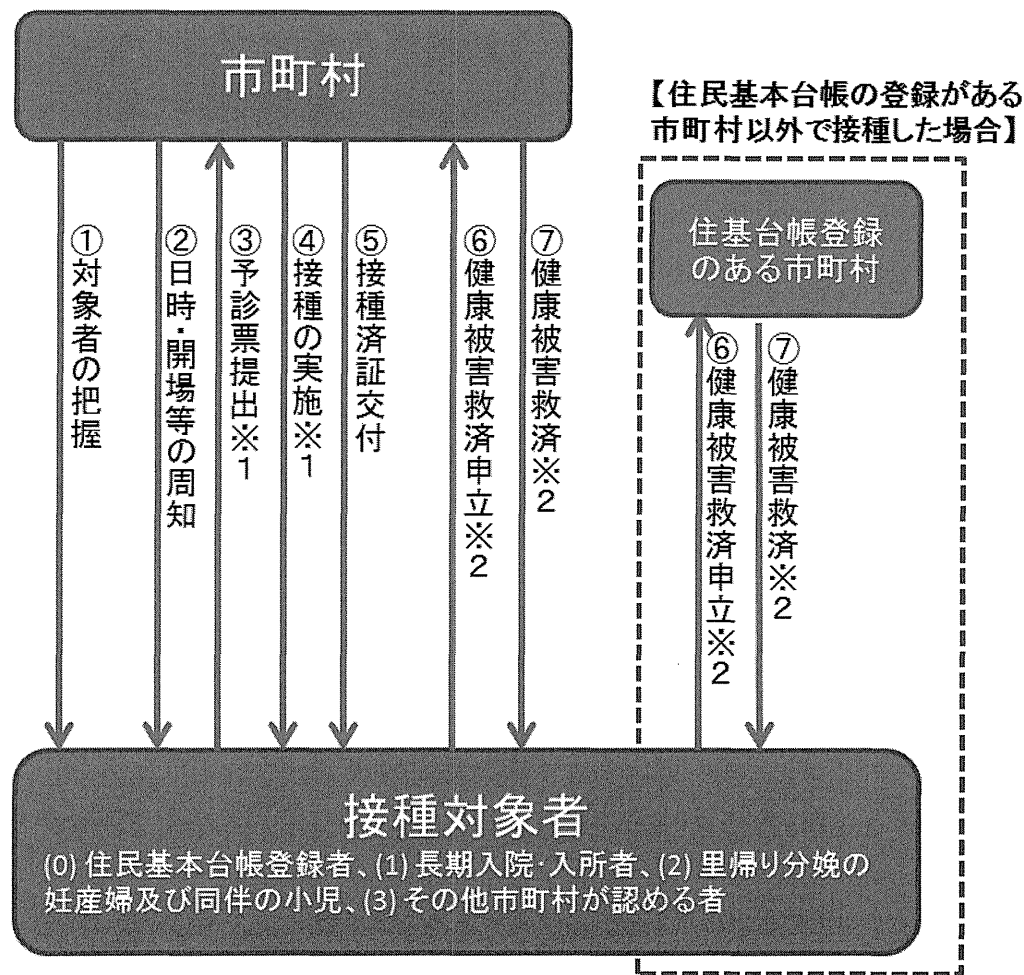 市町村
【住民基本台帳の登録がある
市町村以外で接種した場合】
住基台帳登録
のある市町村
①対象者の把握
②日時・開場等の周知
③予診票提出※1
④接種の実施※1
⑤接種済証交付
⑥健康被害救済申立※2
⑦健康被害救済※2
⑥健康被害救済申立※2
⑦健康被害救済※2
接種対象者
(0) 住民基本台帳登録者、(1) 長期入院・入所者、(2) 里帰り分娩の
妊産婦及び同伴の小児、(3) その他市町村が認める者